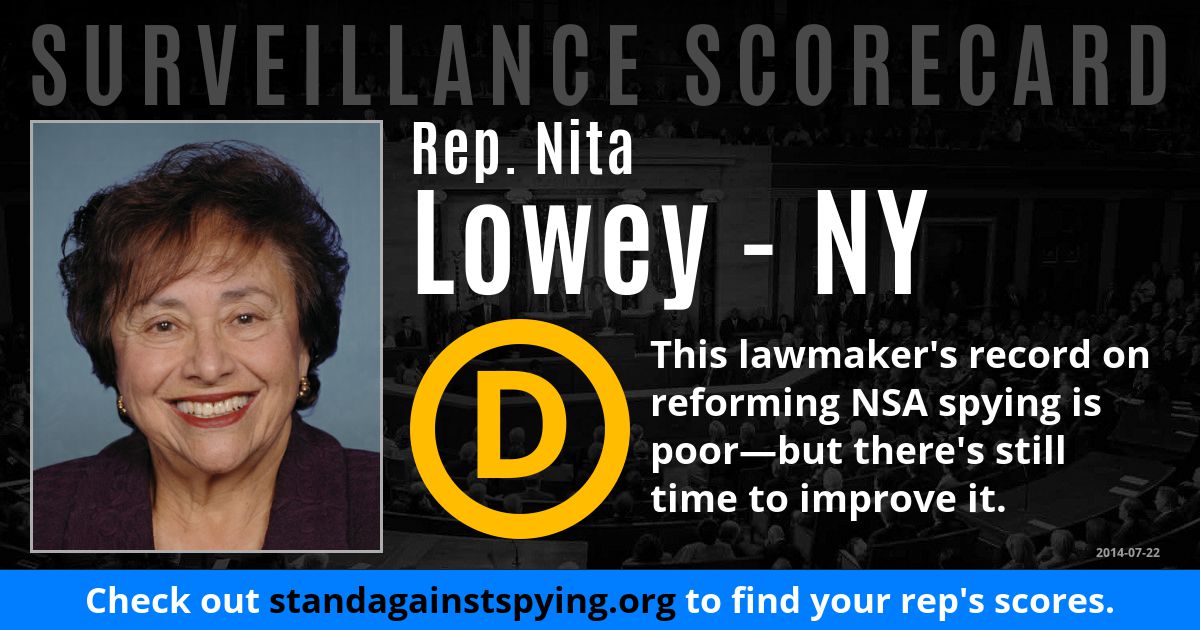 SURVEILLANCE SCORECARD
Rep. Nita
Lowey - NY
D
This lawmaker's record on
reforming NSA spying is
poor—but there's still
time to improve it.
2014-07-22
Check out standagainstspying.org to find your rep's scores.